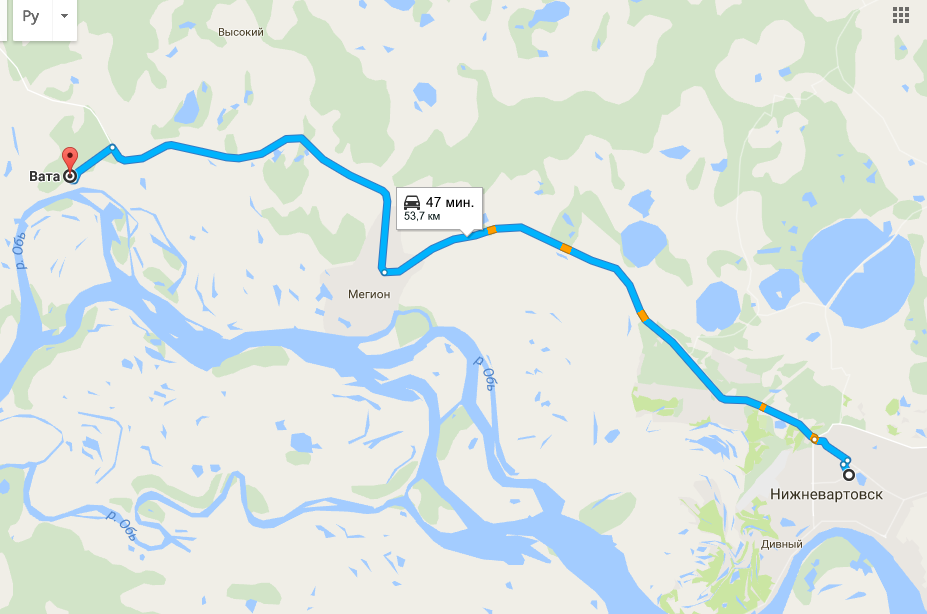 Ру
Высокий
Вата
47 мин.
53,7 км
р. Обь
Мегион
р. Обь
Нижневартовск
р. Обь
Дивный